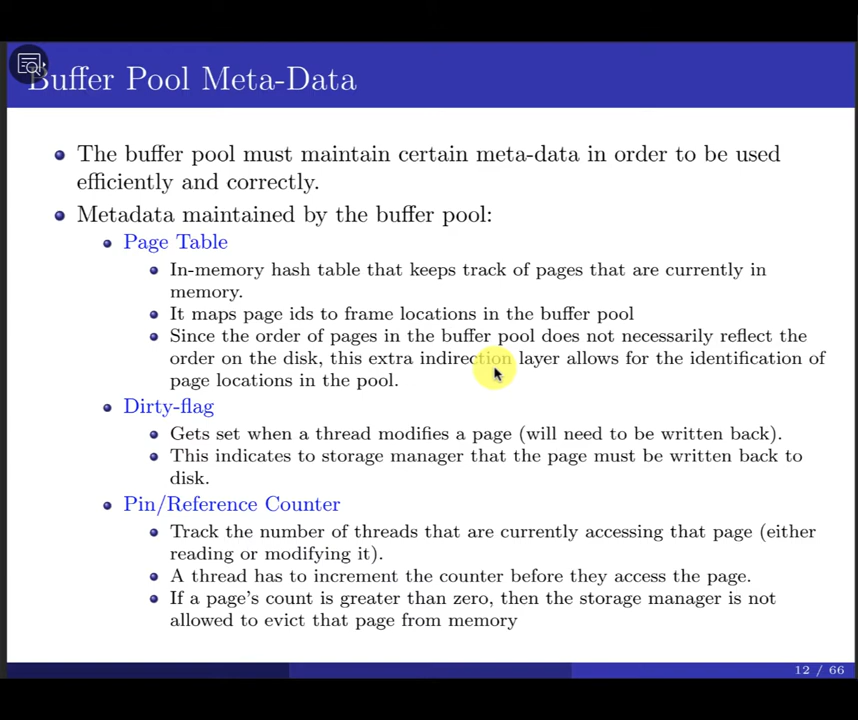 Buffer Pool Meta-Data
The buffer pool must maintain certain meta-data in order to be used
efficiently and correctly.
Metadata maintained by the buffer pool:
Page Table
In-memory hash table that keeps track of pages that are currently in
memory.
It maps page ids to frame locations in the buffer pool
Since the order of pages in the buffer pool does not necessarily reflect the
order on the disk, this extra indirection layer allows for the identification of
page locations in the pool.
Dirty-flag
Gets set when a thread modifies a page (will need to be written back).
This indicates to storage manager that the page must be written back to
disk.
Pin/Reference Counter
Track the number of threads that are currently accessing that page (either
reading or modifying it).
A thread has to increment the counter before they access the page.
If a page's count is greater than zero, then the storage manager is not
allowed to evict that page from memory
12 / 66